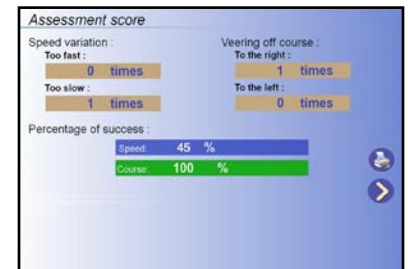 Assessment score
Speed variation : Veering off course :
Too fast : To the right :
0 times 1 times
Too slow : To the left :
1 times 0 times
Percentage of success :
Speed: 45 %
Course: 100 %